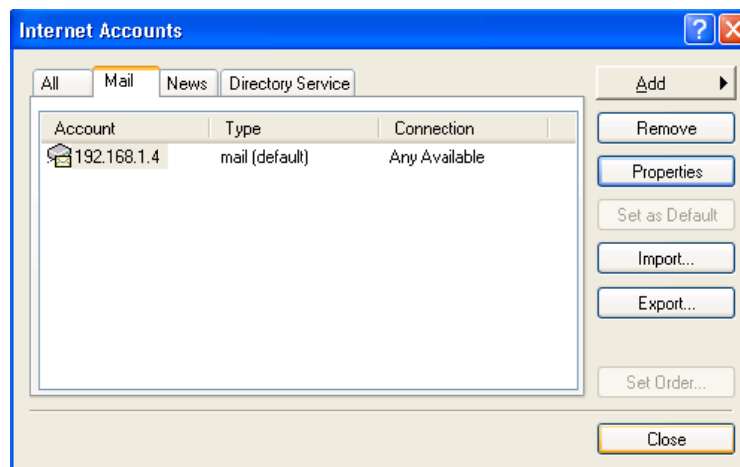 Internet Accounts
All Mail News Directory Service
Add
Account Type Connection
Remove
192.168.1.4 mail (default) Any Available
Properties
Set as Default
Import...
Export...
Set Order...
Close